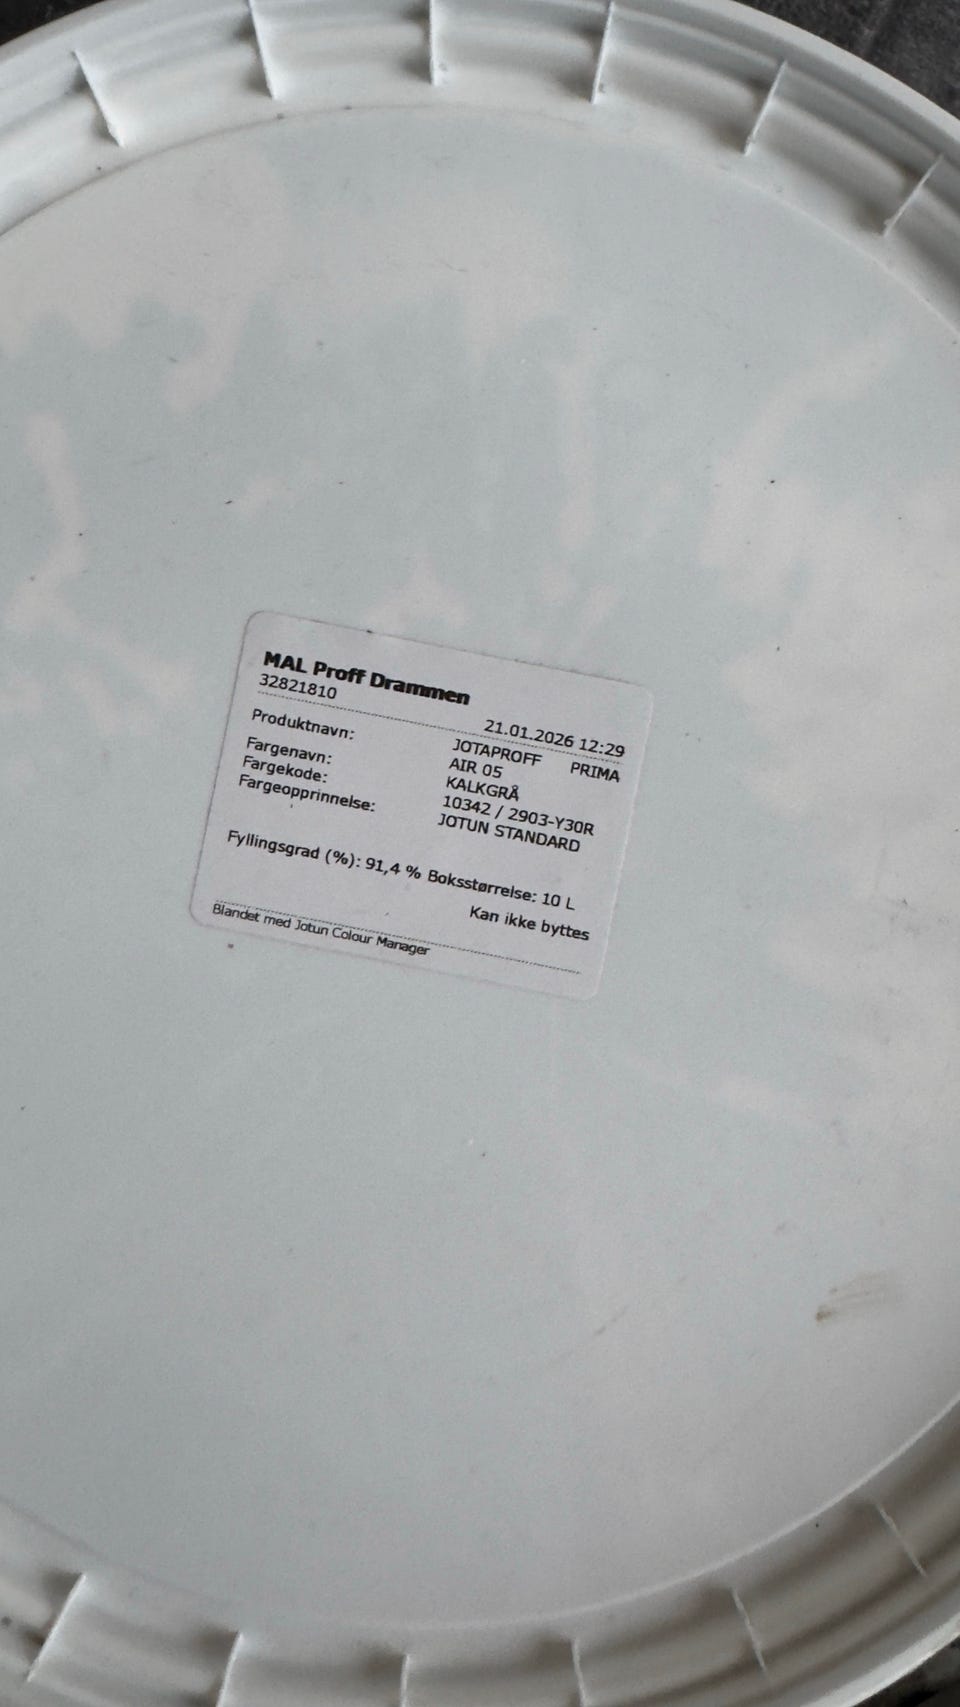 MAL Proff Drammen
32821810
21.01.2026 12:29
Produktnavn: JOTAPROFF PRIMA
AIR 05
Fargenavn: KALKGRÅ
Fargekode: 10342 / 2903-Y30R
Fargeopprinnelse: JOTUN STANDARD
Fyllingsgrad (%): 91,4 % Boksstørrelse: 10 L
Kan ikke byttes
Blandet med Jotun Colour Manager